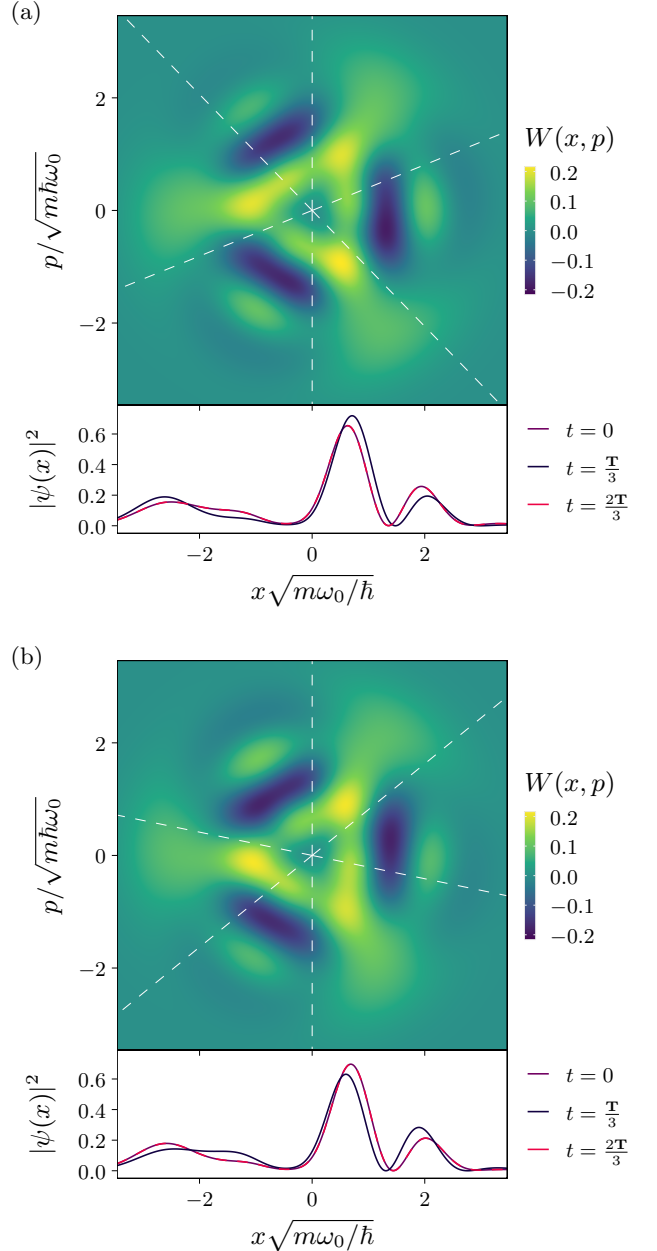 (a)
2
0
−2
p/√mℏω₀
W(x, p)
0.2
0.1
0.0
−0.1
−0.2
0.6
0.4
0.2
0.0
|ψ(x)|²
t = 0
t = T/3
t = 2T/3
−2 0 2
x√mω₀/ℏ
(b)
2
0
−2
p/√mℏω₀
W(x, p)
0.2
0.1
0.0
−0.1
−0.2
0.6
0.4
0.2
0.0
|ψ(x)|²
t = 0
t = T/3
t = 2T/3
−2 0 2
x√mω₀/ℏ